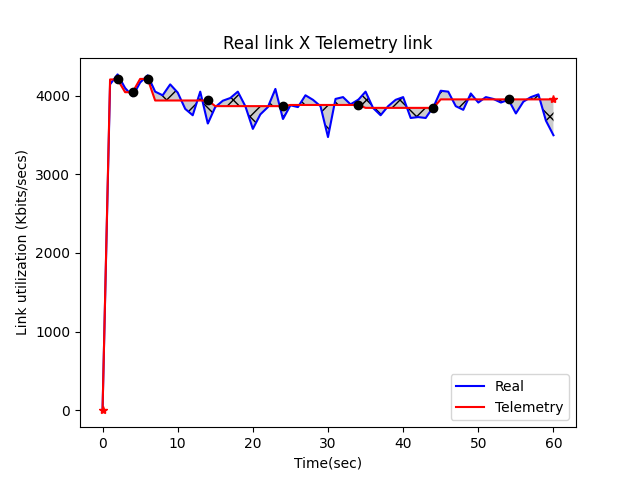 Real link X Telemetry link
Link utilization (Kbits/secs)
4000
3000
2000
1000
0
0 10 20 30 40 50 60
Time(sec)
Real
Telemetry